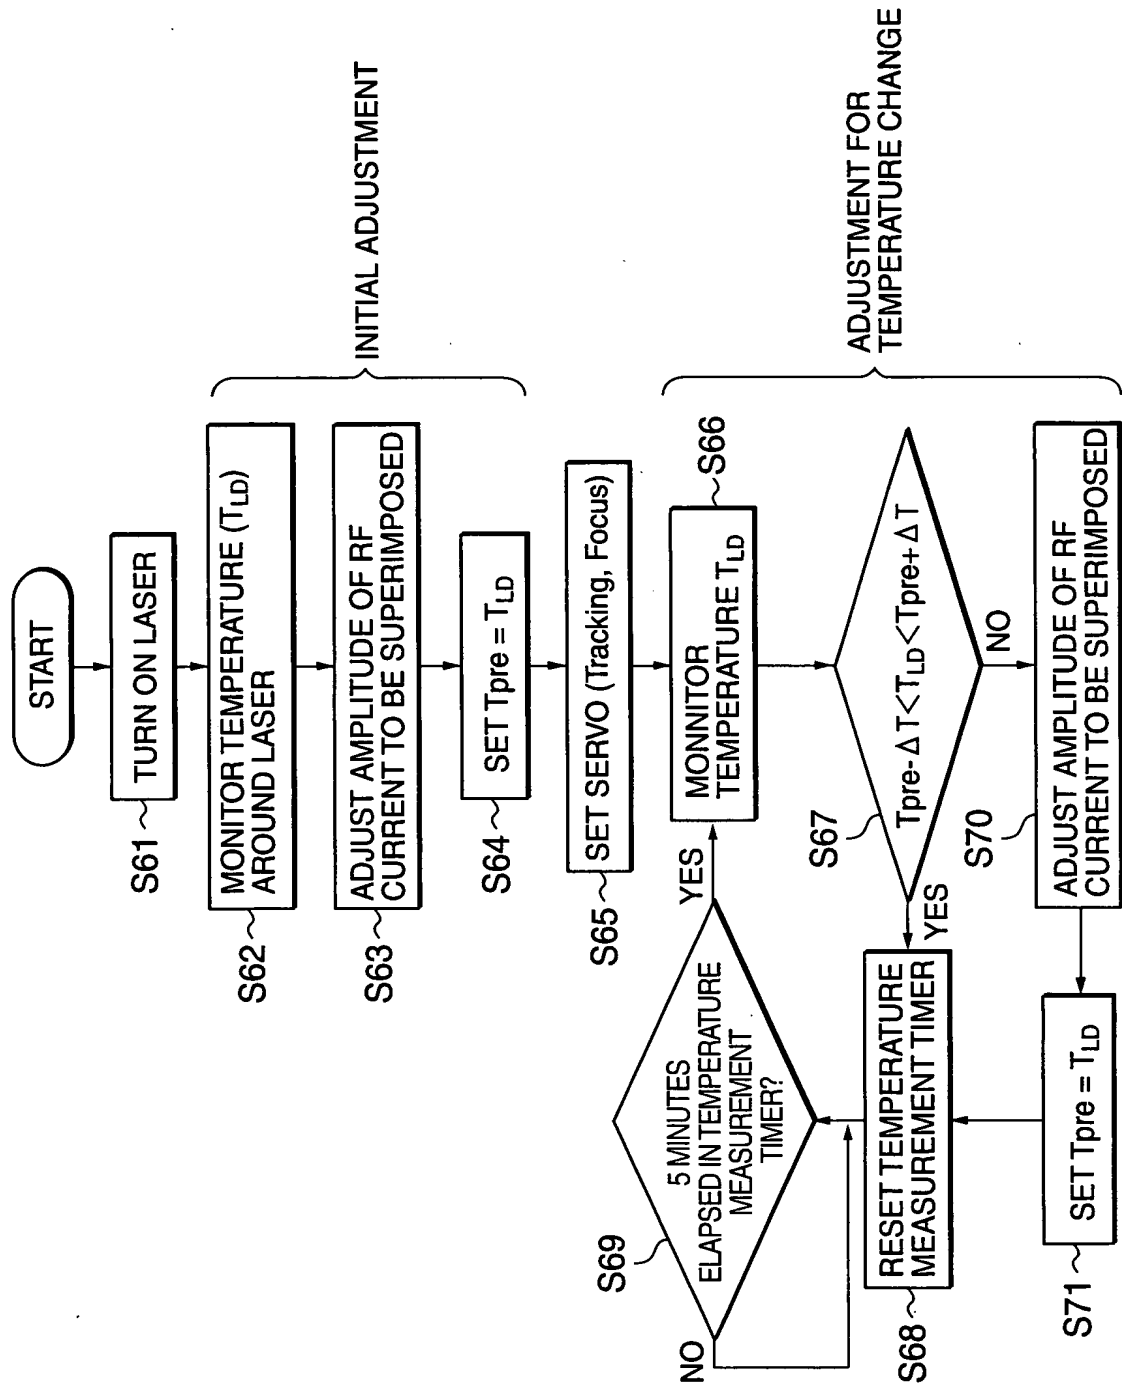 START
S61
TURN ON LASER
S62
MONITOR TEMPERATURE (TLD)
AROUND LASER
S63
ADJUST AMPLITUDE OF RF
CURRENT TO BE SUPERIMPOSED
S64
SET Tpre = TLD
INITIAL ADJUSTMENT
S65
SET SERVO (Tracking, Focus)
S66
MONNITOR
TEMPERATURE TLD
S67
Tpre-ΔT<TLD<Tpre+ΔT
YES
NO
S68
RESET TEMPERATURE
MEASUREMENT TIMER
S69
5 MINUTES
ELAPSED IN TEMPERATURE
MEASUREMENT
TIMER?
YES
NO
S70
ADJUST AMPLITUDE OF RF
CURRENT TO BE SUPERIMPOSED
S71
SET Tpre = TLD
ADJUSTMENT FOR
TEMPERATURE CHANGE